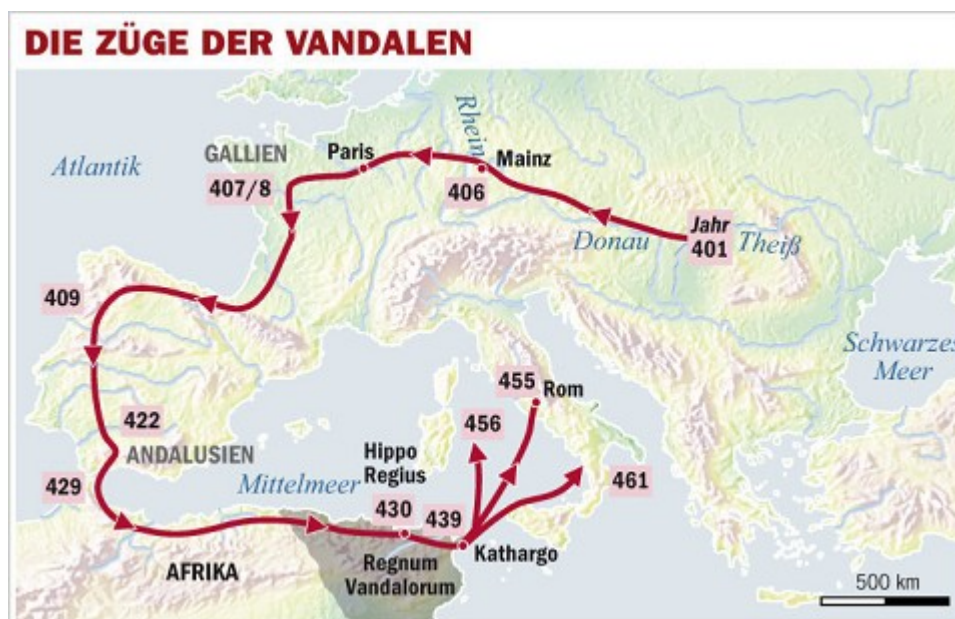 DIE ZÜGE DER VANDALEN
Atlantik
GALLIEN
407/8
Paris
Rhein
Mainz
406
Jahr
401
Donau
Theiß
409
Schwarzes
Meer
422
ANDALUSIEN
429
Mittelmeer
Hippo
Regius
430
439
456
455
Rom
461
Kathargo
Regnum
Vandalorum
AFRIKA
500 km